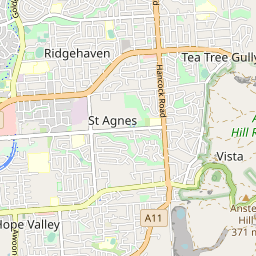 Ridgehaven
Tea Tree Gully
Hancock Road
St Agnes
Vista
A11
Hope Valley
Hill
371 m